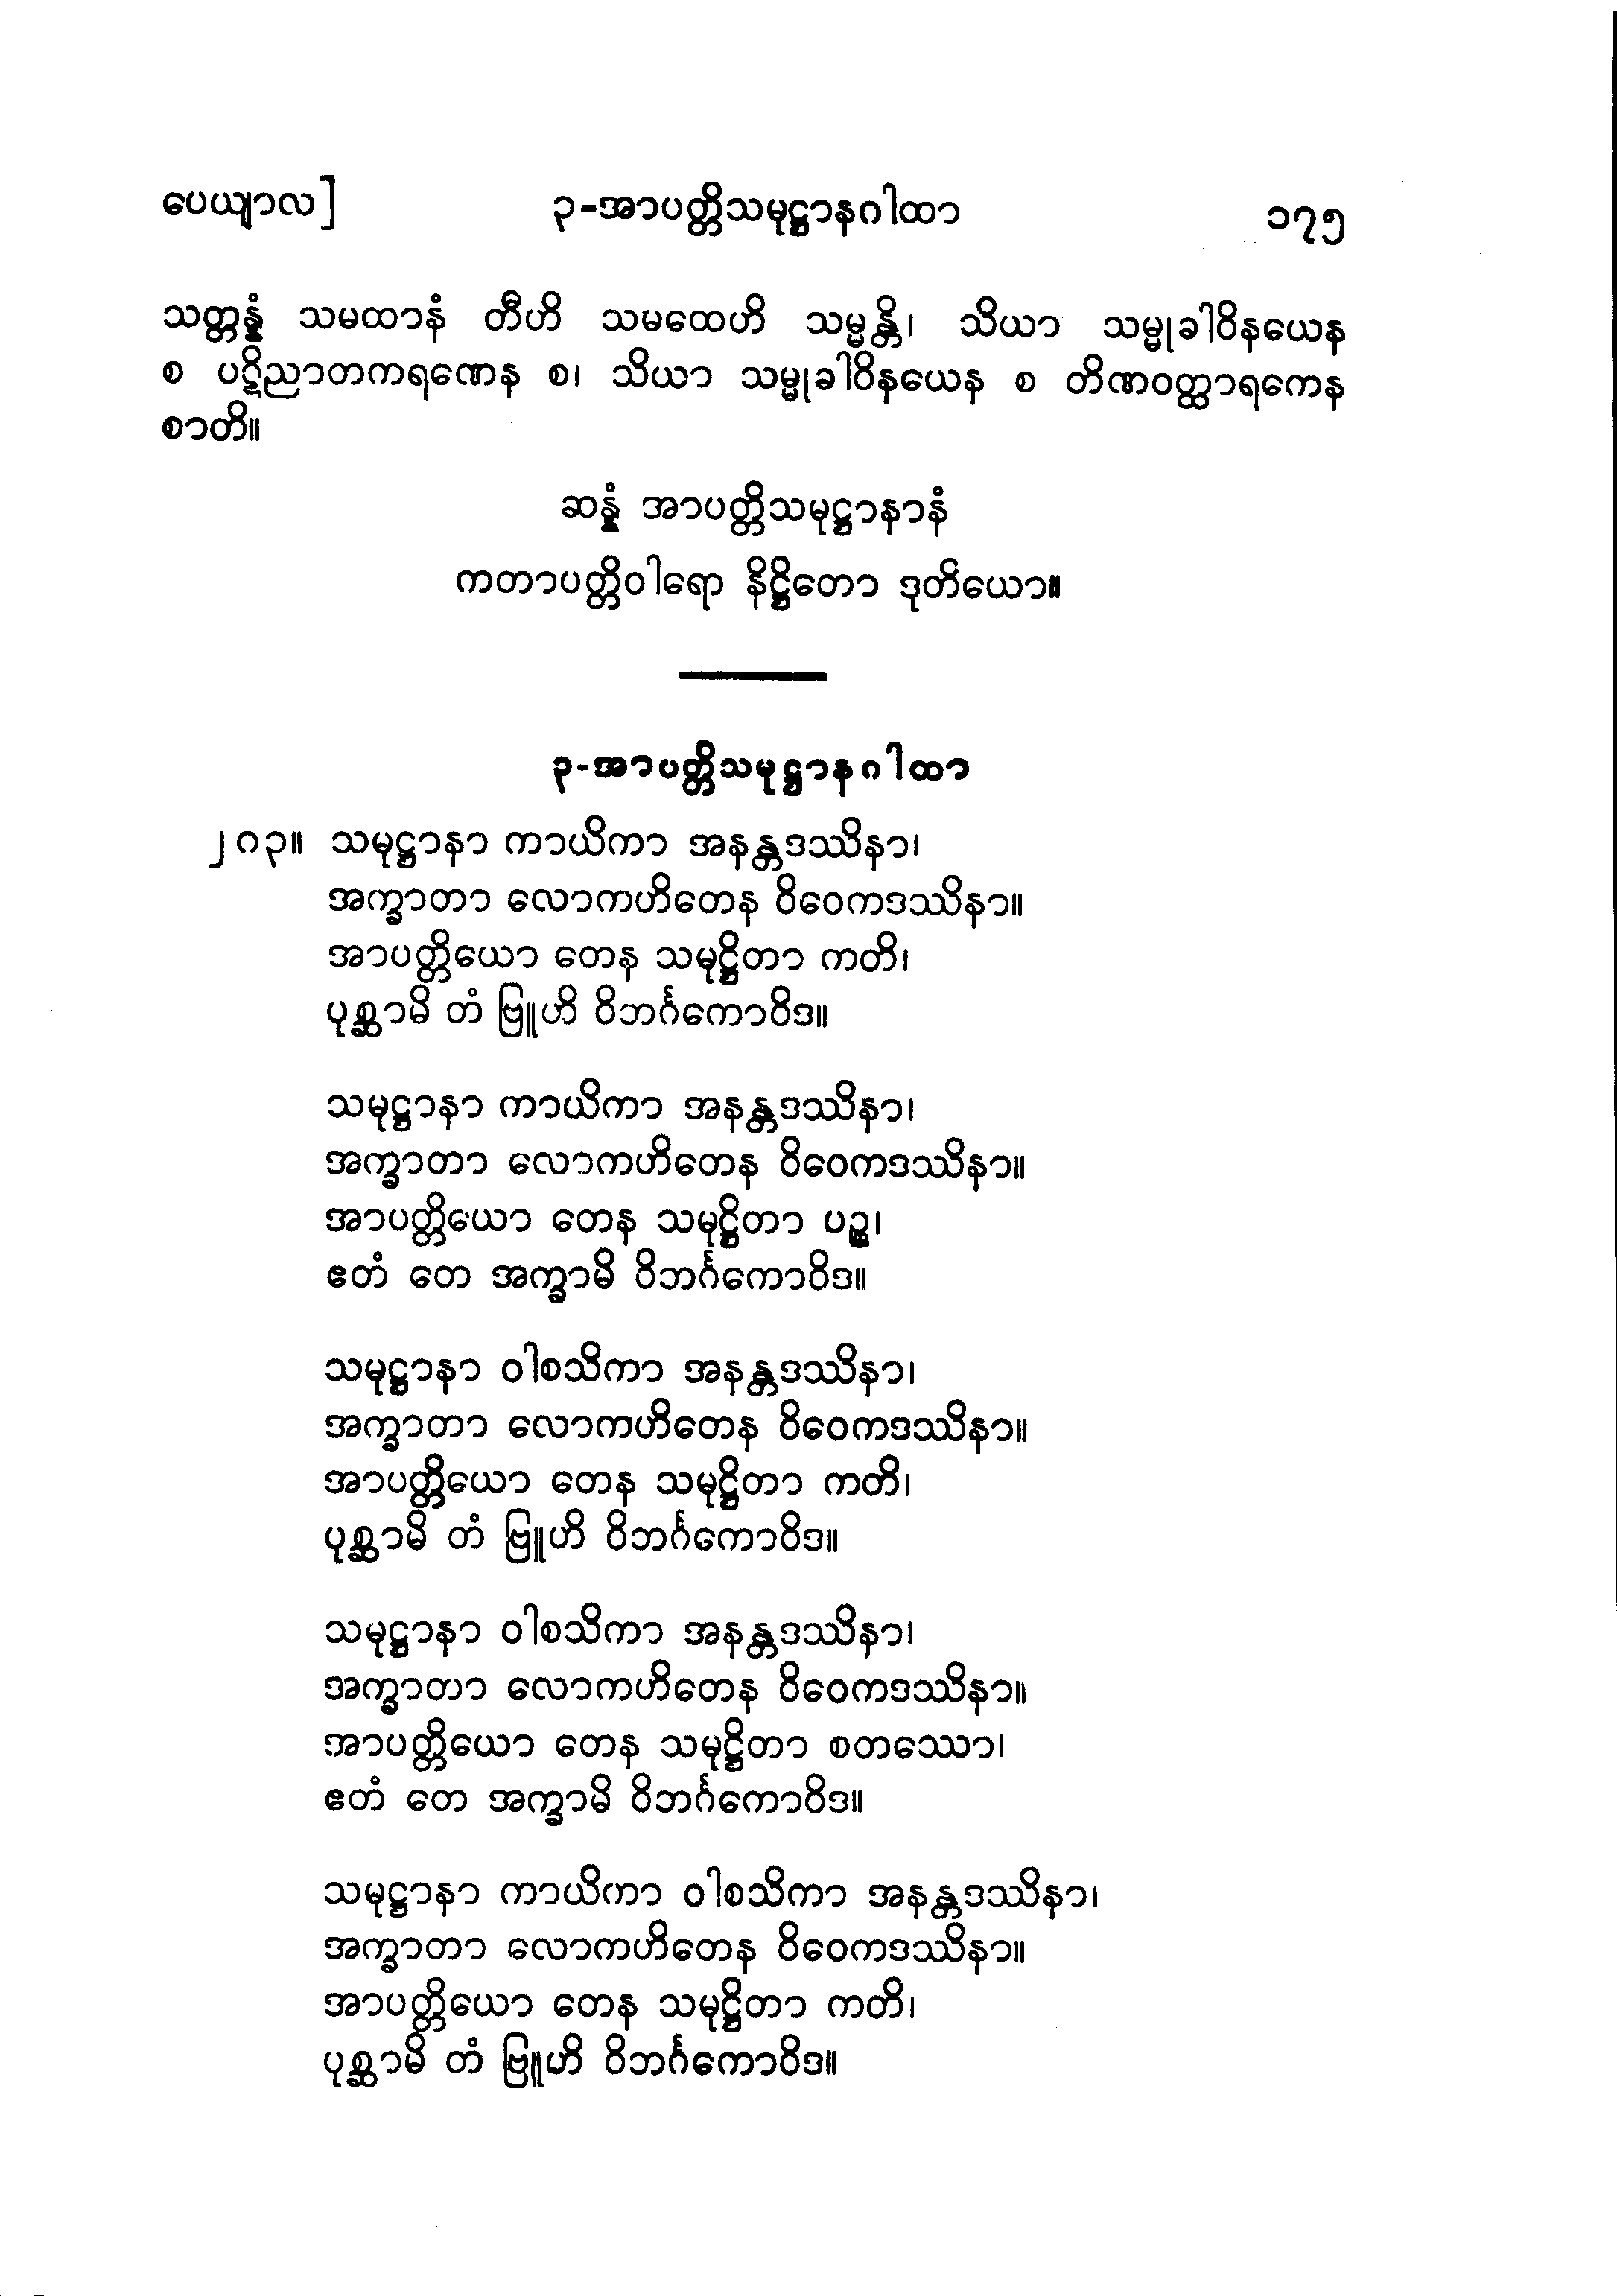 ပေယျာလ] ၃-အာပတ္တိသမုဋ္ဌာနဂါထာ ၁၇၅
သတ္တန္နံ သမထာနံ တီဟိ သမထေဟိ သမ္မန္တိ၊ သိယာ သမ္မုခါဝိနယေန
စ ပဋိညာတကရဏေန စ၊ သိယာ သမ္မုခါဝိနယေန စ တိဏဝတ္ထာရကေန
စာတိ။
ဆန္နံ အာပတ္တိသမုဋ္ဌာနာနံ
ကတာပတ္တိဝါရော နိဋ္ဌိတော ဒုတိယော။
၃-အာပတ္တိသမုဋ္ဌာနဂါထာ
၂၀၃။ သမုဋ္ဌာနာ ကာယိကာ အနန္တဒဿိနာ၊
အက္ခာတာ လောကဟိတေန ဝိဝေကဒဿိနာ။
အာပတ္တိယော တေန သမုဋ္ဌိတာ ကတိ၊
ပုစ္ဆာမိ တံ ဗြူဟိ ဝိဘင်္ဂကောဝိဒ။
သမုဋ္ဌာနာ ကာယိကာ အနန္တဒဿိနာ၊
အက္ခာတာ လောကဟိတေန ဝိဝေကဒဿိနာ။
အာပတ္တိယော တေန သမုဋ္ဌိတာ ပဉ္စ၊
ဧတံ တေ အက္ခာမိ ဝိဘင်္ဂကောဝိဒ။
သမုဋ္ဌာနာ ဝါစသိကာ အနန္တဒဿိနာ၊
အက္ခာတာ လောကဟိတေန ဝိဝေကဒဿိနာ။
အာပတ္တိယော တေန သမုဋ္ဌိတာ ကတိ၊
ပုစ္ဆာမိ တံ ဗြူဟိ ဝိဘင်္ဂကောဝိဒ။
သမုဋ္ဌာနာ ဝါစသိကာ အနန္တဒဿိနာ၊
အက္ခာတာ လောကဟိတေန ဝိဝေကဒဿိနာ။
အာပတ္တိယော တေန သမုဋ္ဌိတာ စတဿော၊
ဧတံ တေ အက္ခာမိ ဝိဘင်္ဂကောဝိဒ။
သမုဋ္ဌာနာ ကာယိကာ ဝါစသိကာ အနန္တဒဿိနာ၊
အက္ခာတာ လောကဟိတေန ဝိဝေကဒဿိနာ။
အာပတ္တိယော တေန သမုဋ္ဌိတာ ကတိ၊
ပုစ္ဆာမိ တံ ဗြူဟိ ဝိဘင်္ဂကောဝိဒ။